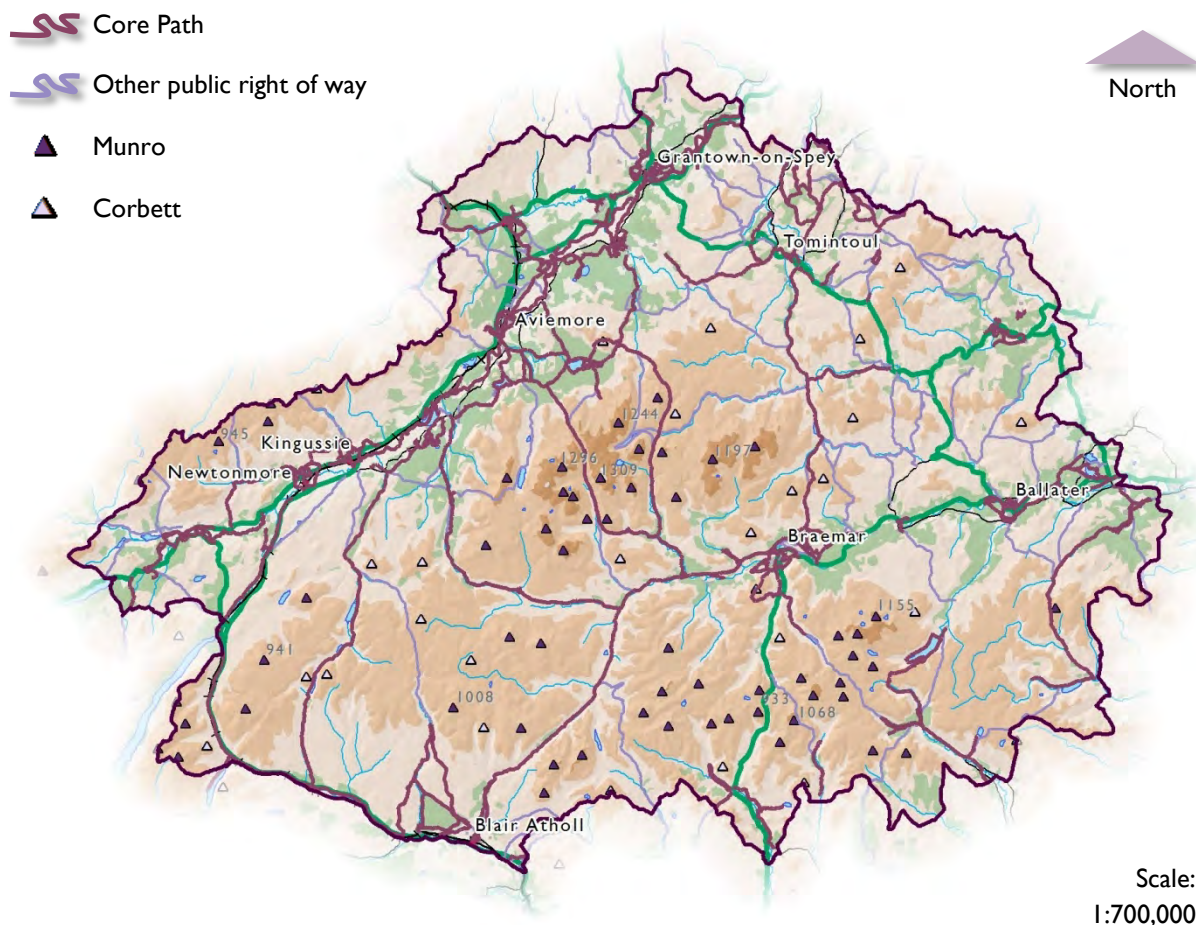 Core Path
Other public right of way
Munro
Corbett
North
Grantown-on-Spey
Tomintoul
Aviemore
1244
945
Kingussie
1197
1296
1309
Newtonmore
Ballater
Braemar
1155
941
1008
1068
Blair Atholl
Scale:
1:700,000